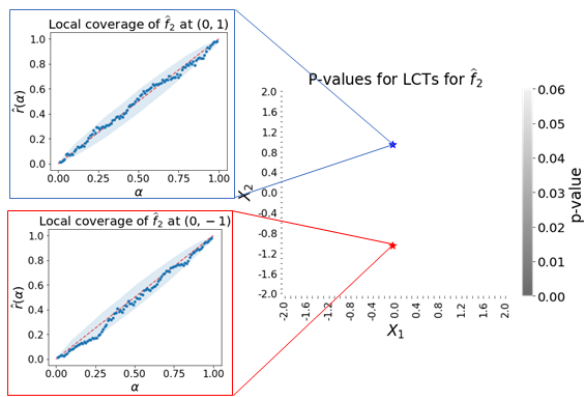 Local coverage of f̂₂ at (0, 1)
1.0
0.8
0.6
0.4
0.2
0.0
r̂(α)
0.00 0.25 0.50 0.75 1.00
α
Local coverage of f̂₂ at (0, −1)
1.0
0.8
0.6
0.4
0.2
0.0
r̂(α)
0.00 0.25 0.50 0.75 1.00
α
P-values for LCTs for f̂₂
2.0
1.6
1.2
0.8
0.4
0.0
-0.4
-0.8
-1.2
-1.6
-2.0
X₂
-2.0 -1.6 -1.2 -0.8 -0.4 0.0 0.4 0.8 1.2 1.6 2.0
X₁
0.06
0.05
0.04
0.03
0.02
0.01
0.00
p-value